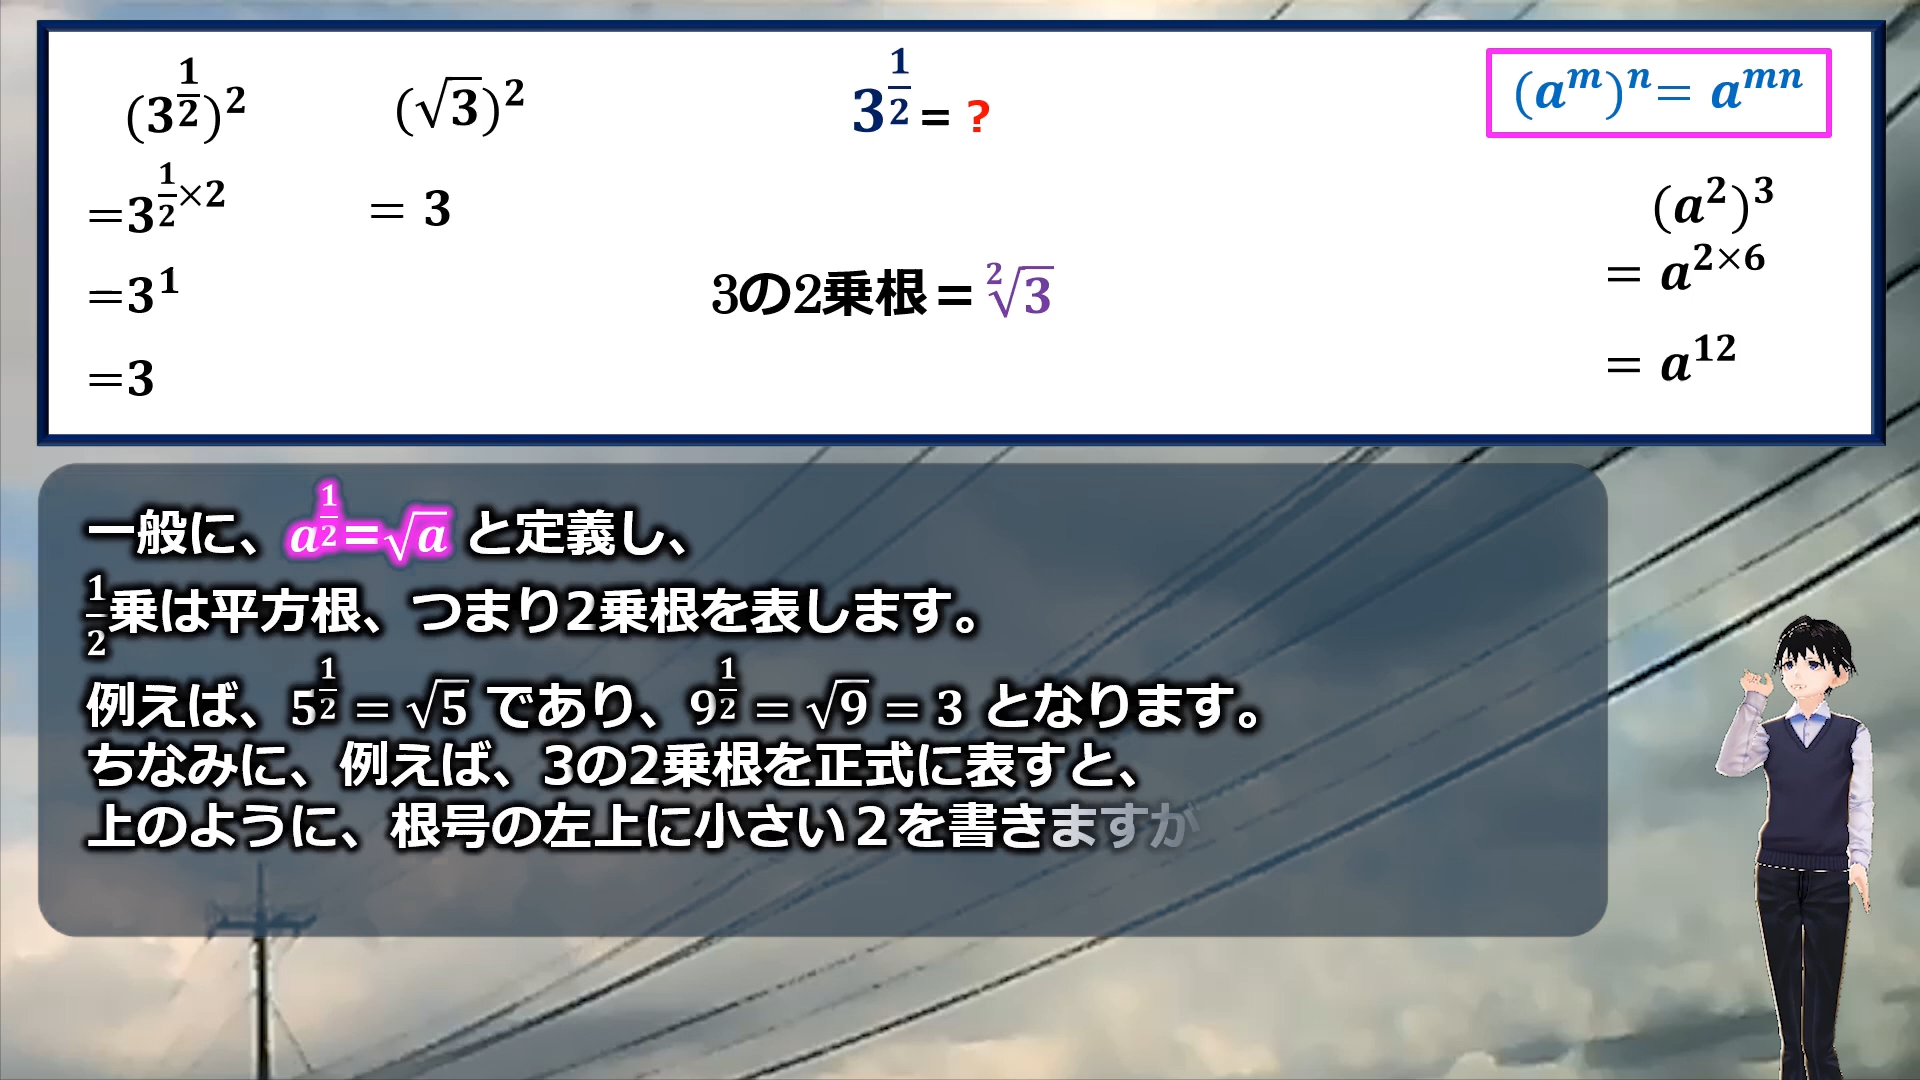 (3^{1/2})^2
=3^{1/2×2}
=3^1
=3
(√3)^2
= 3
3^{1/2} = ?
3の2乗根 = ²√3
(a^m)^n = a^{mn}
(a^2)^3
= a^{2×6}
= a^{12}
一般に、a^{1/2}=√a と定義し、
1/2乗は平方根、つまり2乗根を表します。
例えば、5^{1/2} = √5 であり、9^{1/2} = √9 = 3 となります。
ちなみに、例えば、3の2乗根を正式に表すと、
上のように、根号の左上に小さい２を書きますが